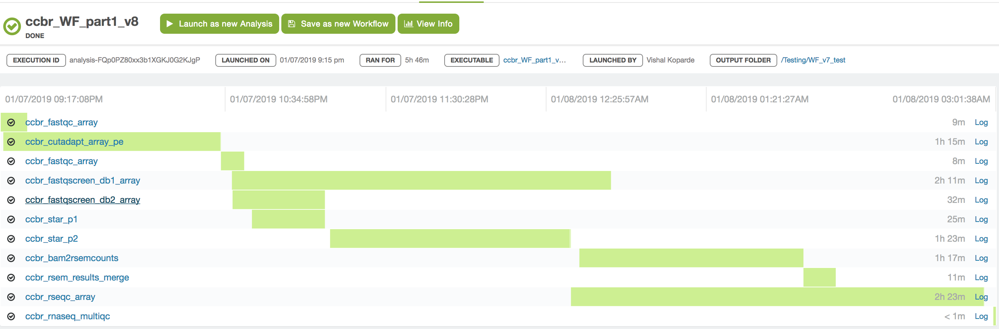 ccbr_WF_part1_v8
DONE
Launch as new Analysis Save as new Workflow View Info
EXECUTION ID analysis-FQp0PZ80xx3b1XGKJ0G2KJgP LAUNCHED ON 01/07/2019 9:15 pm RAN FOR 5h 46m EXECUTABLE ccbr_WF_part1_v... LAUNCHED BY Vishal Koparde OUTPUT FOLDER /Testing/WF_v7_test
01/07/2019 09:17:08PM 01/07/2019 10:34:58PM 01/07/2019 11:30:28PM 01/08/2019 12:25:57AM 01/08/2019 01:21:27AM 01/08/2019 03:01:38AM
ccbr_fastqc_array 9m Log
ccbr_cutadapt_array_pe 1h 15m Log
ccbr_fastqc_array 8m Log
ccbr_fastqscreen_db1_array 2h 11m Log
ccbr_fastqscreen_db2_array 32m Log
ccbr_star_p1 25m Log
ccbr_star_p2 1h 23m Log
ccbr_bam2rsemcounts 1h 17m Log
ccbr_rsem_results_merge 11m Log
ccbr_rseqc_array 2h 23m Log
ccbr_rnaseq_multiqc < 1m Log